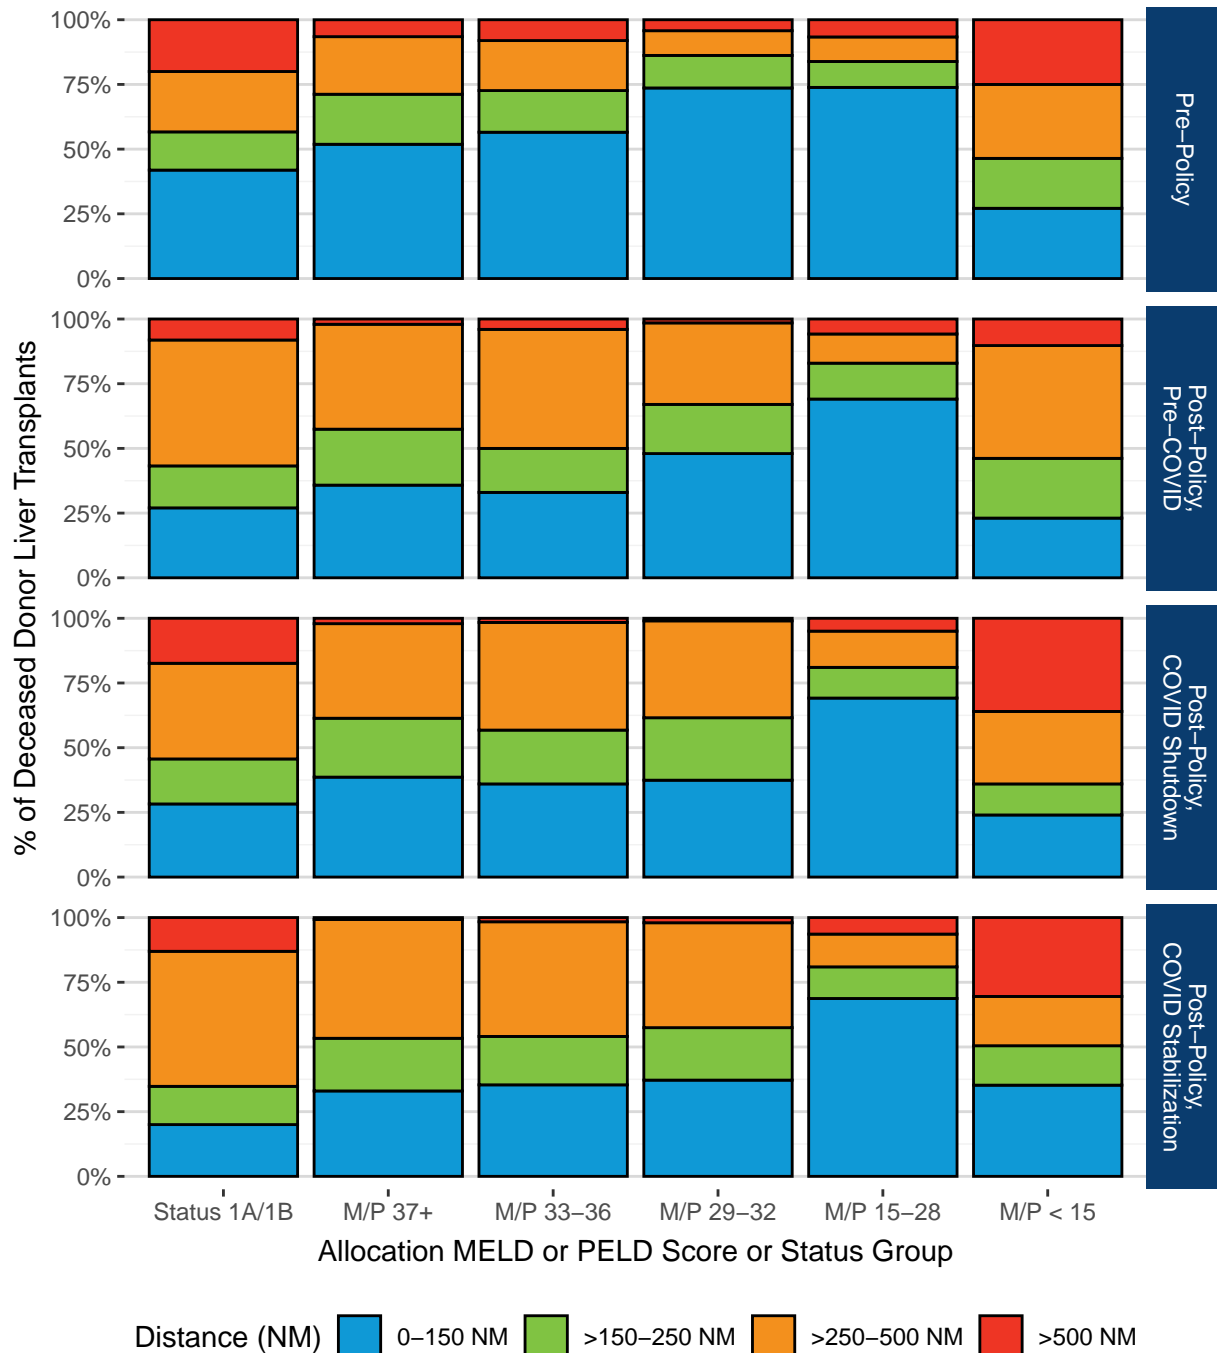 100%
75%
50%
25%
0%
Pre−Policy
100%
75%
50%
25%
0%
Post−Policy,
Pre−COVID
100%
75%
50%
25%
0%
Post−Policy,
COVID Shutdown
100%
75%
50%
25%
0%
Post−Policy,
COVID Stabilization
% of Deceased Donor Liver Transplants
Status 1A/1B M/P 37+ M/P 33−36 M/P 29−32 M/P 15−28 M/P < 15
Allocation MELD or PELD Score or Status Group
Distance (NM) 0−150 NM >150−250 NM >250−500 NM >500 NM